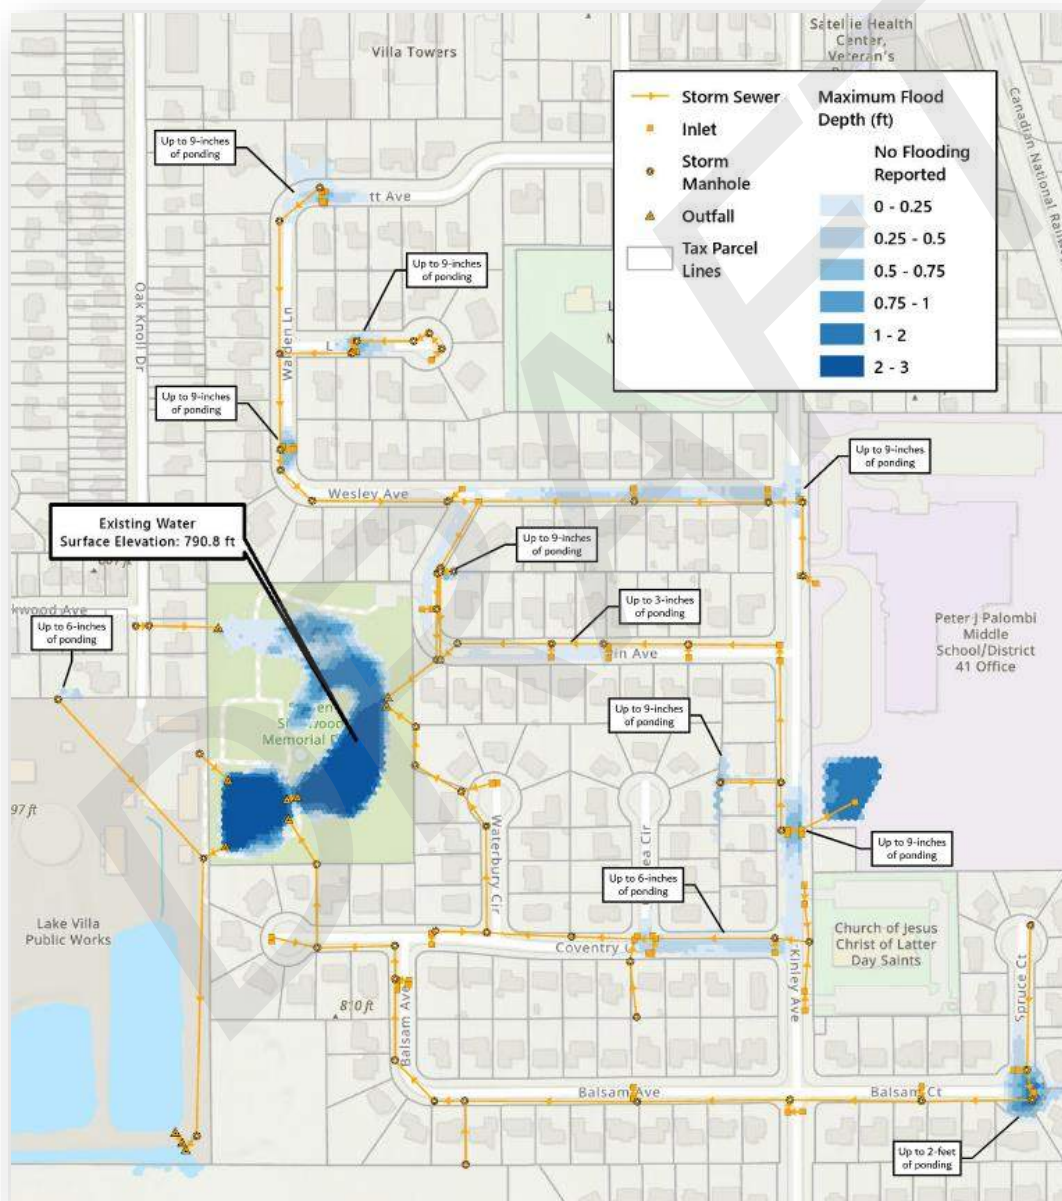 Villa Towers
Satellie Health
Center,
Veteran's
Canadian National Railw
Storm Sewer
Inlet
Storm
Manhole
Outfall
Tax Parcel
Lines
Maximum Flood
Depth (ft)
No Flooding
Reported
0 - 0.25
0.25 - 0.5
0.5 - 0.75
0.75 - 1
1 - 2
2 - 3
Up to 9-inches
of ponding
tt Ave
Up to 9-inches
of ponding
Oak Knoll Dr
Walden Ln
L
L
M
Up to 9-inches
of ponding
Up to 9-inches
of ponding
Wesley Ave
Existing Water
Surface Elevation: 790.8 ft
Up to 9-inches
of ponding
kwood Ave
Up to 6-inches
of ponding
Up to 3-inches
of ponding
in Ave
Peter J Palombi
Middle
School/District
41 Office
Up to 9-inches
of ponding
Memorial
97 ft
Waterbury Cir
ea Cir
Up to 9-inches
of ponding
Up to 6-inches
of ponding
Lake Villa
Public Works
Coventry
Church of Jesus
Christ of Latter
Day Saints
Kinley Ave
Spruce Ct
810 ft
Balsam Ave
Balsam Ave
Balsam Ct
Up to 2-feet
of ponding
DRAFT